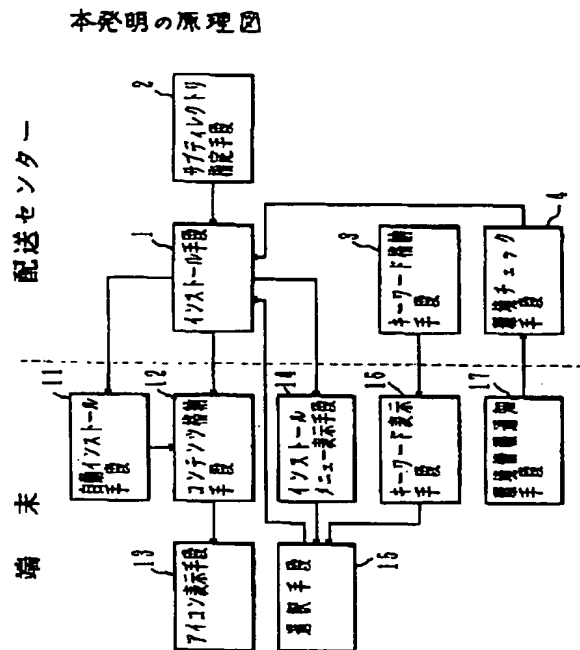 本発明の原理図
配送センター
端末
2
サブディレクトリ
指定手段
1
インストール手段
3
キーワード格納
手段
4
環境チェック
手段
11
自動インストール
手段
12
コンテンツ格納
手段
14
インストール
メニュー表示手段
16
キーワード表示
手段
17
環境情報通知
手段
13
アイコン表示手段
15
選択手段